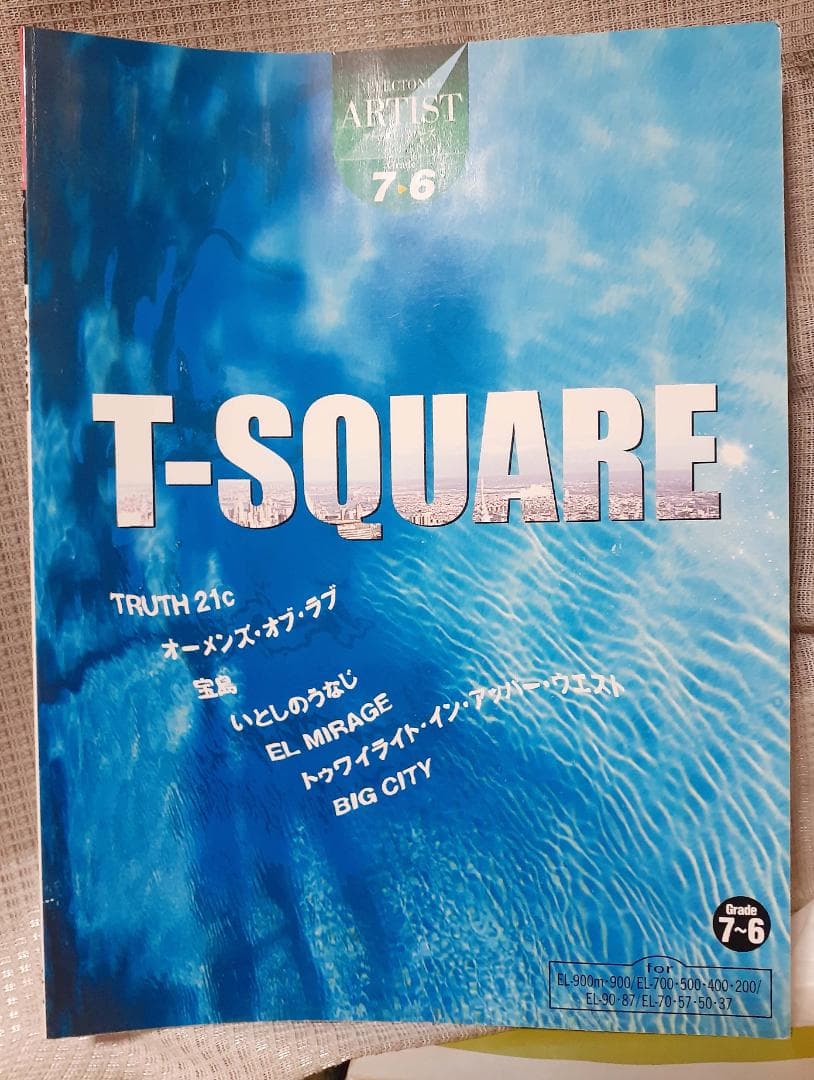 ARTIST
Grade
7▶6
T-SQUARE
TRUTH 21c
オーメンズ・オブ・ラブ
宝島
いとしのうなじ
EL MIRAGE
トゥワイライト・イン・アッパー・ウエスト
BIG CITY
Grade
7~6
for
EL-900m・900/EL-700・500・400・200/
EL-90・87/EL-70・57・50・37